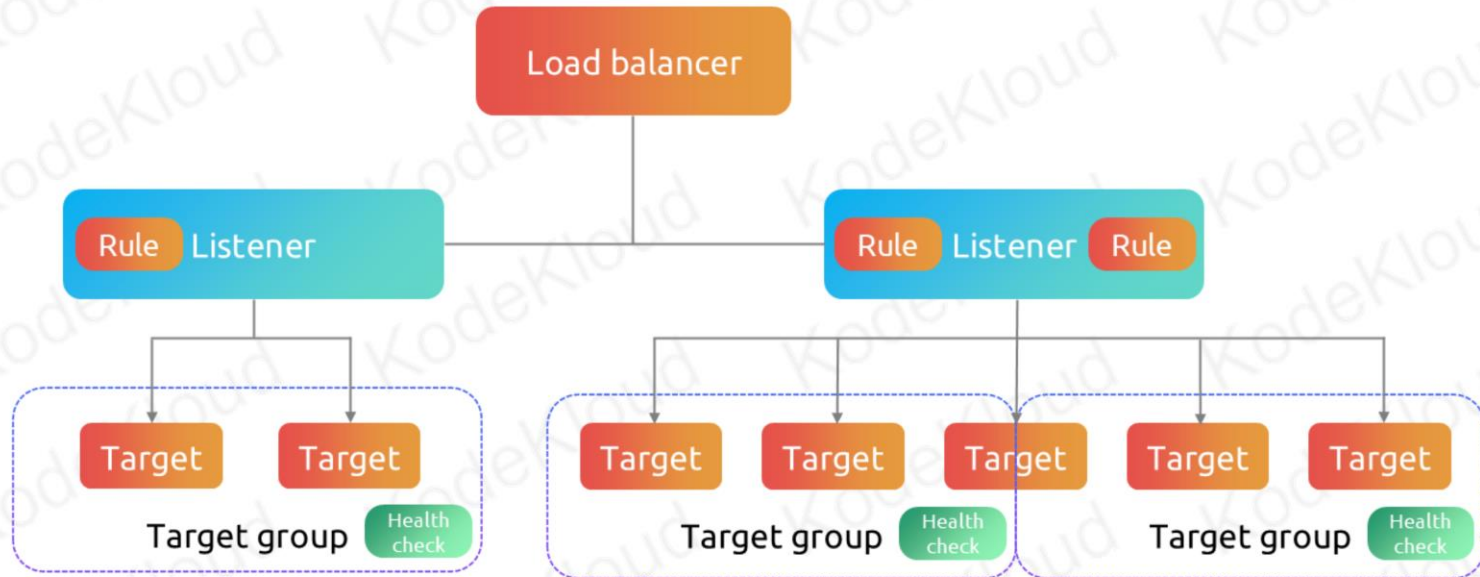 Load balancer
Rule Listener
Rule Listener Rule
Target Target
Target Target Target Target Target
Target group Health check
Target group Health check
Target group Health check
KodeKloud